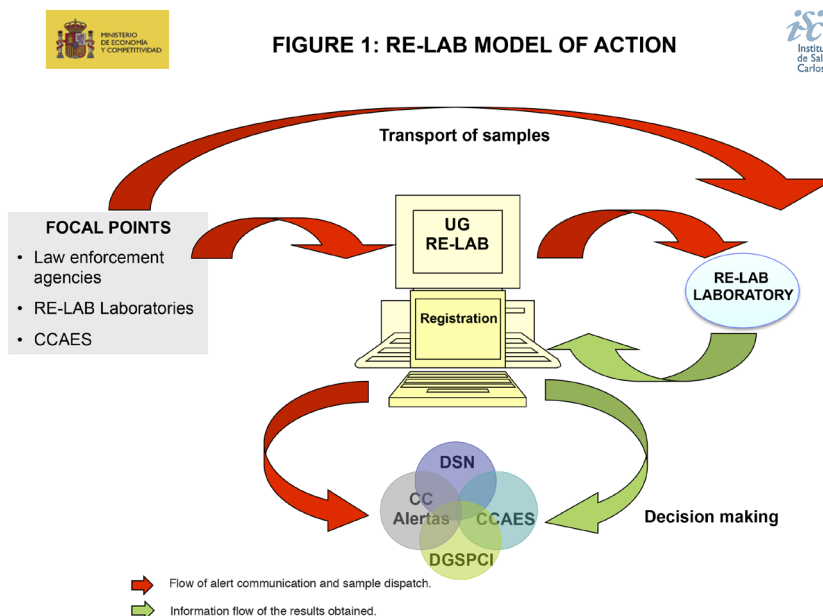 MINISTERIO
DE ECONOMÍA
Y COMPETITIVIDAD
FIGURE 1: RE-LAB MODEL OF ACTION
isc
Institu
de Sal
Carlos
Transport of samples
FOCAL POINTS
• Law enforcement
agencies
• RE-LAB Laboratories
• CCAES
UG
RE-LAB
Registration
RE-LAB
LABORATORY
DSN
CC
Alertas
CCAES
DGSPCI
Decision making
Flow of alert communication and sample dispatch.
Information flow of the results obtained.